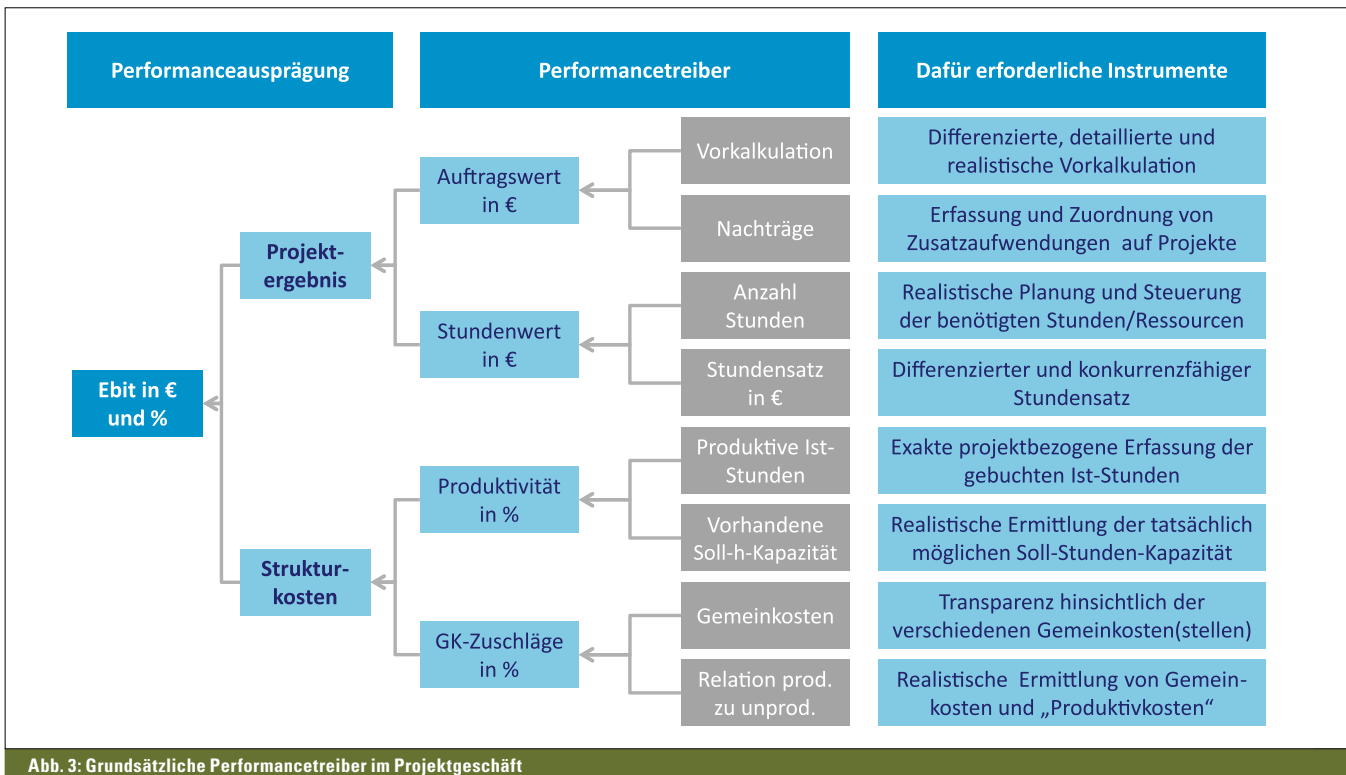 Performanceausprägung
Performancetreiber
Dafür erforderliche Instrumente
Ebit in €
und %
Projekt-
ergebnis
Struktur-
kosten
Auftragswert
in €
Stundenwert
in €
Produktivität
in %
GK-Zuschläge
in %
Vorkalkulation
Differenzierte, detaillierte und
realistische Vorkalkulation
Nachträge
Erfassung und Zuordnung von
Zusatzaufwendungen auf Projekte
Anzahl
Stunden
Realistische Planung und Steuerung
der benötigten Stunden/Ressourcen
Stundensatz
in €
Differenzierter und konkurrenzfähiger
Stundensatz
Produktive Ist-
Stunden
Exakte projektbezogene Erfassung der
gebuchten Ist-Stunden
Vorhandene
Soll-h-Kapazität
Realistische Ermittlung der tatsächlich
möglichen Soll-Stunden-Kapazität
Gemeinkosten
Transparenz hinsichtlich der
verschiedenen Gemeinkosten(stellen)
Relation prod.
zu unprod.
Realistische Ermittlung von Gemein-
kosten und „Produktivkosten“
Abb. 3: Grundsätzliche Performancetreiber im Projektgeschäft